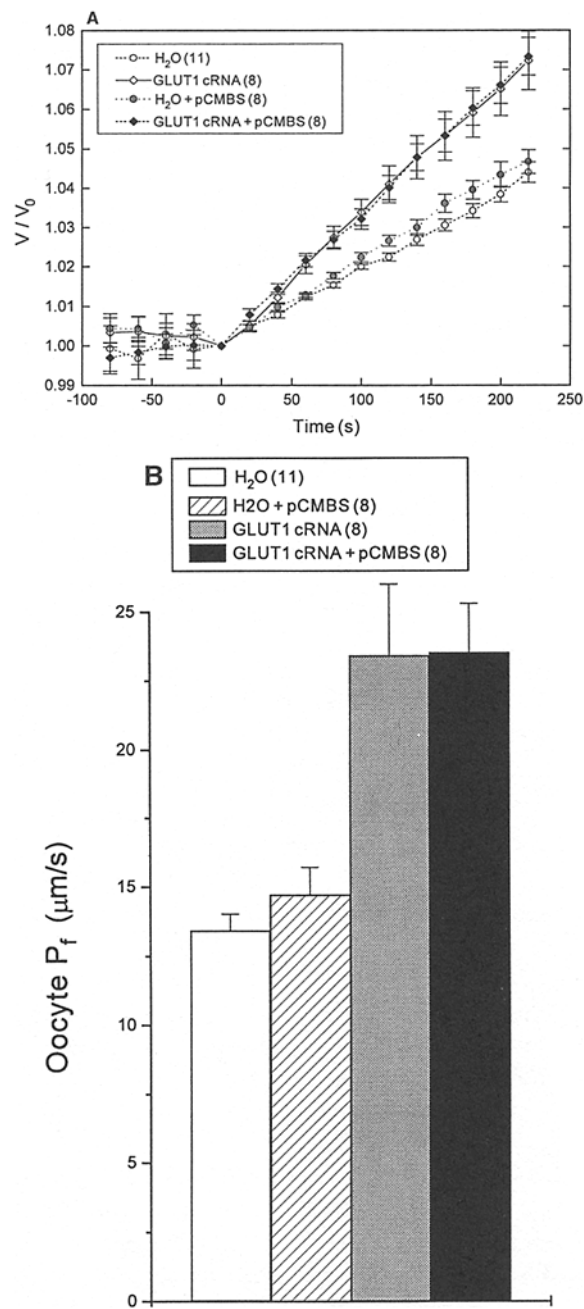 A
1.08
1.07
1.06
1.05
1.04
1.03
1.02
1.01
1.00
0.99
V / V₀
H₂O (11)
GLUT1 cRNA (8)
H₂O + pCMBS (8)
GLUT1 cRNA + pCMBS (8)
-100 -50 0 50 100 150 200 250
Time (s)
B
H₂O (11)
H2O + pCMBS (8)
GLUT1 cRNA (8)
GLUT1 cRNA + pCMBS (8)
25
20
15
10
5
0
Oocyte P_f (μm/s)